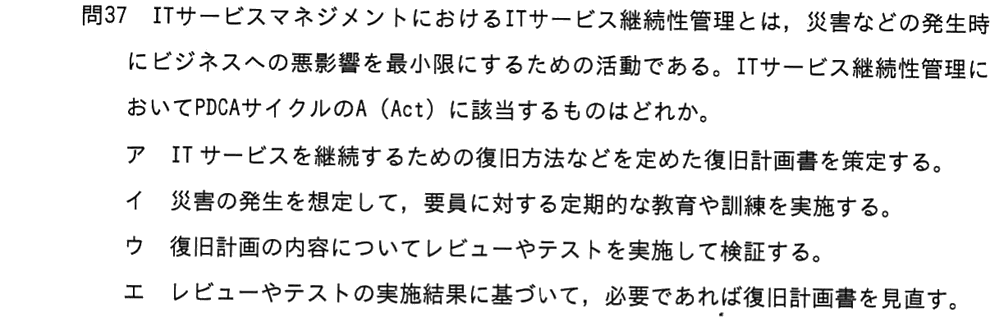 問37 ITサービスマネジメントにおけるITサービス継続性管理とは，災害などの発生時
にビジネスへの悪影響を最小限にするための活動である。ITサービス継続性管理に
おいてPDCAサイクルのA（Act）に該当するものはどれか。
ア ITサービスを継続するための復旧方法などを定めた復旧計画書を策定する。
イ 災害の発生を想定して，要員に対する定期的な教育や訓練を実施する。
ウ 復旧計画の内容についてレビューやテストを実施して検証する。
エ レビューやテストの実施結果に基づいて，必要であれば復旧計画書を見直す。